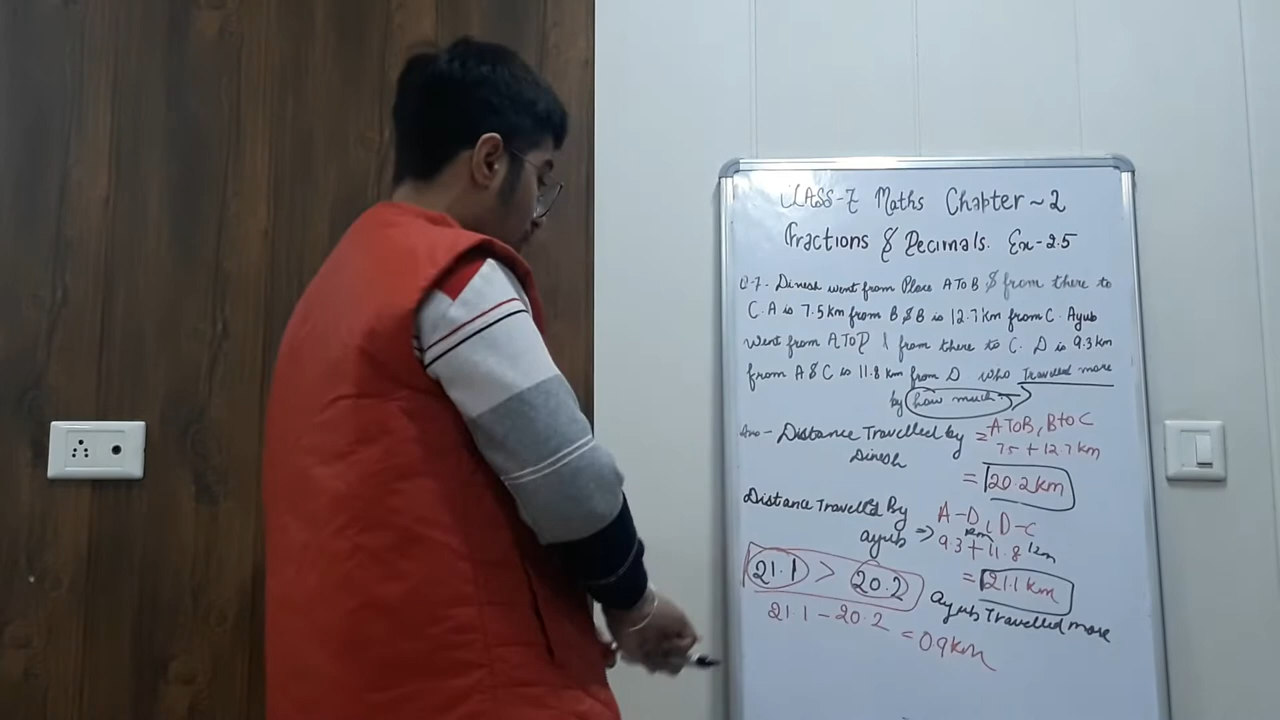 CLASS-7 Maths Chapter ~ 2
Fractions & Decimals. Ex-2.5
Q.7- Dinesh went from Place A To B & from there to
C. A is 7.5 km from B & B is 12.7 km from C. Ayub
went from A To D & from there to C. D is 9.3 km
from A & C is 11.8 km from D who Travelled more
by how much.
Ans - Distance Travelled by Dinesh = A To B, B to C
7.5 + 12.7 km
= 20.2 km
Distance Travelled By ayub => A-D, D-C
9.3 km + 11.8 km
= 21.1 km
21.1 > 20.2
ayub Travelled more
21.1 - 20.2 = 0.9 km